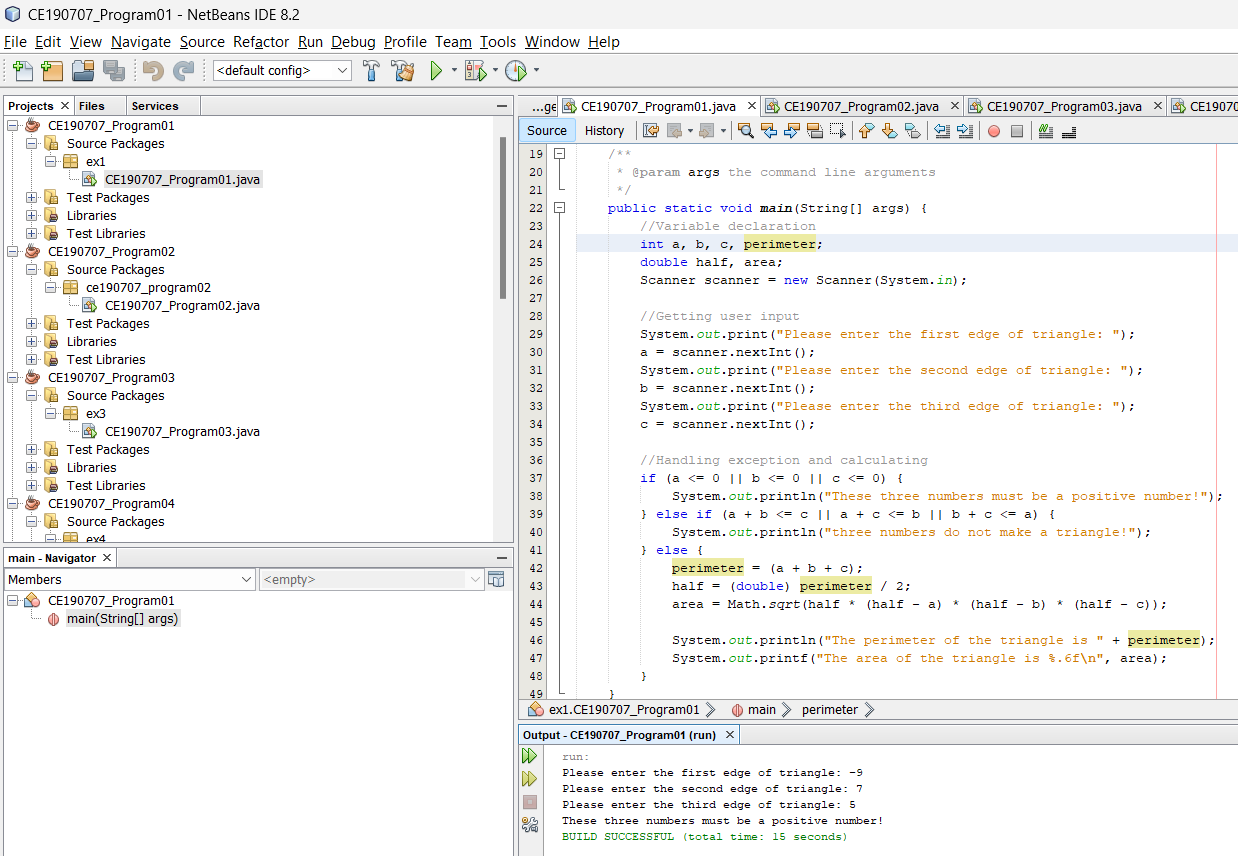 CE190707_Program01 - NetBeans IDE 8.2
File Edit View Navigate Source Refactor Run Debug Profile Team Tools Window Help
<default config>
Projects Files Services
CE190707_Program01
Source Packages
ex1
CE190707_Program01.java
Test Packages
Libraries
Test Libraries
CE190707_Program02
Source Packages
ce190707_program02
CE190707_Program02.java
Test Packages
Libraries
Test Libraries
CE190707_Program03
Source Packages
ex3
CE190707_Program03.java
Test Packages
Libraries
Test Libraries
CE190707_Program04
Source Packages
ex4
main - Navigator
Members <empty>
CE190707_Program01
main(String[] args)
...ge CE190707_Program01.java CE190707_Program02.java CE190707_Program03.java CE19070
Source History
19 /**
20 * @param args the command line arguments
21 */
22 public static void main(String[] args) {
23 //Variable declaration
24 int a, b, c, perimeter;
25 double half, area;
26 Scanner scanner = new Scanner(System.in);
27
28 //Getting user input
29 System.out.print("Please enter the first edge of triangle: ");
30 a = scanner.nextInt();
31 System.out.print("Please enter the second edge of triangle: ");
32 b = scanner.nextInt();
33 System.out.print("Please enter the third edge of triangle: ");
34 c = scanner.nextInt();
35
36 //Handling exception and calculating
37 if (a <= 0 || b <= 0 || c <= 0) {
38 System.out.println("These three numbers must be a positive number!");
39 } else if (a + b <= c || a + c <= b || b + c <= a) {
40 System.out.println("three numbers do not make a triangle!");
41 } else {
42 perimeter = (a + b + c);
43 half = (double) perimeter / 2;
44 area = Math.sqrt(half * (half - a) * (half - b) * (half - c));
45
46 System.out.println("The perimeter of the triangle is " + perimeter);
47 System.out.printf("The area of the triangle is %.6f\n", area);
48 }
49 }
ex1.CE190707_Program01 main perimeter
Output - CE190707_Program01 (run)
run:
Please enter the first edge of triangle: -9
Please enter the second edge of triangle: 7
Please enter the third edge of triangle: 5
These three numbers must be a positive number!
BUILD SUCCESSFUL (total time: 15 seconds)